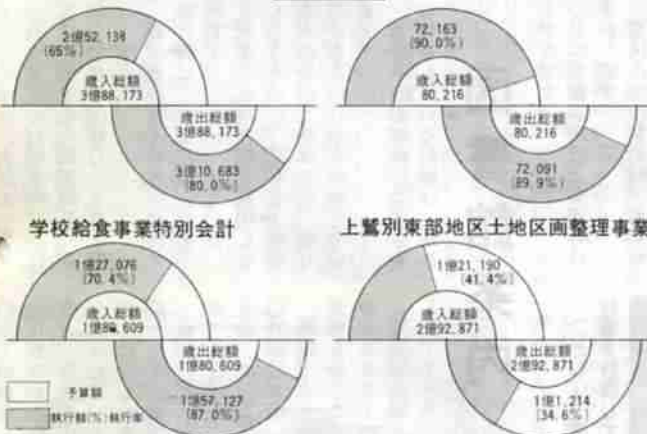 2億52,138
(65%)
歳入総額
3億88,173
歳出総額
3億88,173
3億10,683
(80.0%)
72,163
(90.0%)
歳入総額
80,216
歳出総額
80,216
72,091
(89.9%)
学校給食事業特別会計
1億27,076
(70.4%)
歳入総額
1億80,609
歳出総額
1億80,609
1億57,127
(87.0%)
予算額
執行額(%)執行率
上鷲別東部地区土地区画整理事業
1億21,190
(41.4%)
歳入総額
2億92,871
歳出総額
2億92,871
1億1,214
(34.6%)